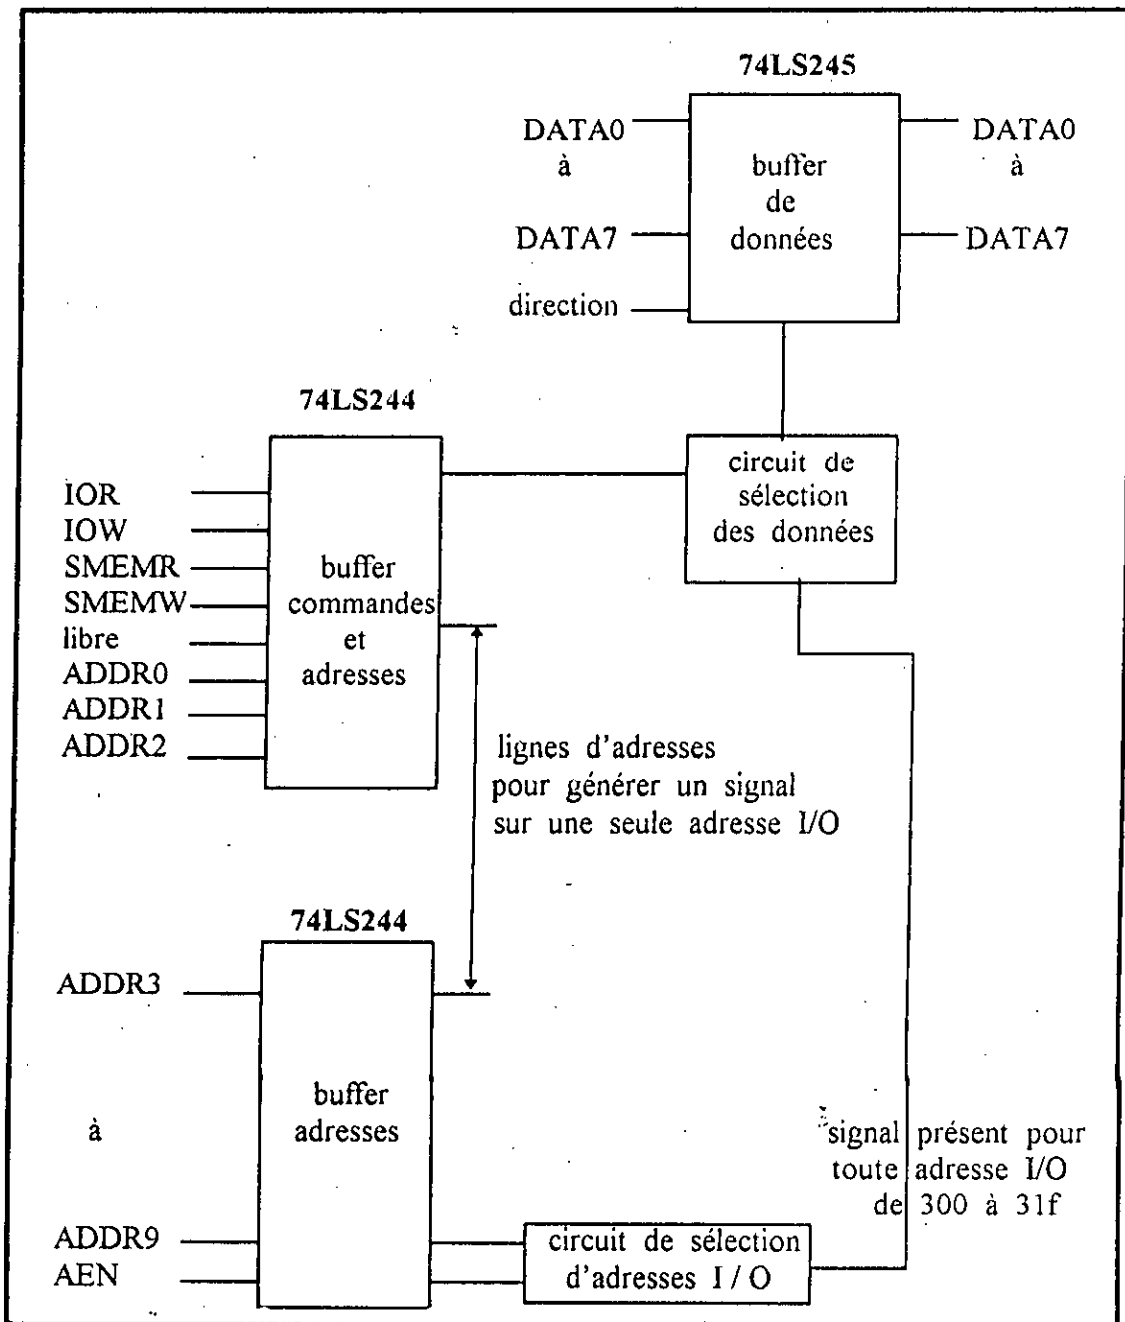 74LS245
DATA0
à
DATA7
direction
buffer
de
données
DATA0
à
DATA7
74LS244
IOR
IOW
SMEMR
SMEMW
libre
ADDR0
ADDR1
ADDR2
buffer
commandes
et
adresses
circuit de
sélection
des données
lignes d'adresses
pour générer un signal
sur une seule adresse I/O
74LS244
ADDR3
à
ADDR9
AEN
buffer
adresses
circuit de sélection
d'adresses I / O
signal présent pour
toute adresse I/O
de 300 à 31f